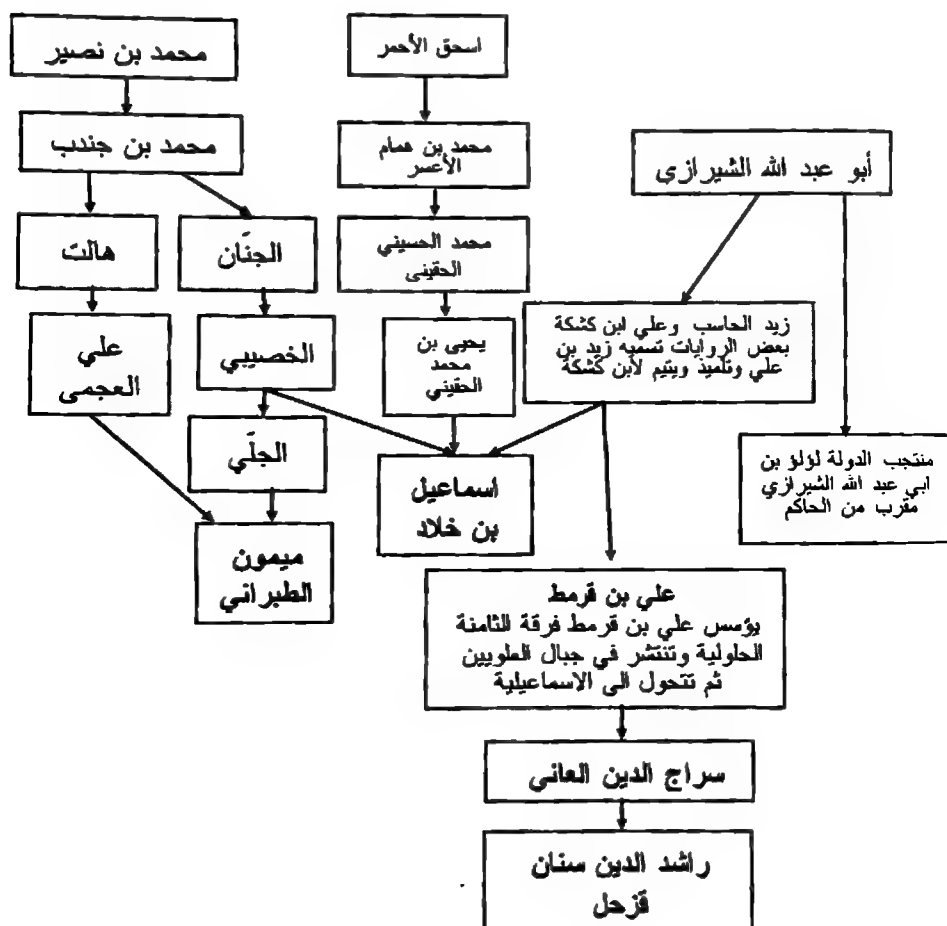 محمد بن نصير
اسحق الأحمر
محمد بن جندب
محمد بن همام
الأعسر
أبو عبد الله الشيرازي
هالت
الجنّان
محمد الحسيني
الحقيني
علي
العجمي
الخصيبي
يحيى بن
محمد
الحقيني
زيد الحاسب وعلي ابن كشكة
بعض الروايات تسميه زيد بن
علي وتلميذ ويتيم لأبن كشكة
الجلّي
اسماعيل
بن خلاد
منتجب الدولة لؤلؤ بن
ابي عبد الله الشيرازي
مقرب من الحاكم
ميمون
الطبراني
علي بن قرمط
يؤسس علي بن قرمط فرقة الثامنة
الحلولية وتنتشر في جبال العلويين
ثم تتحول الى الاسماعيلية
سراج الدين العاني
راشد الدين سنان
قزحل